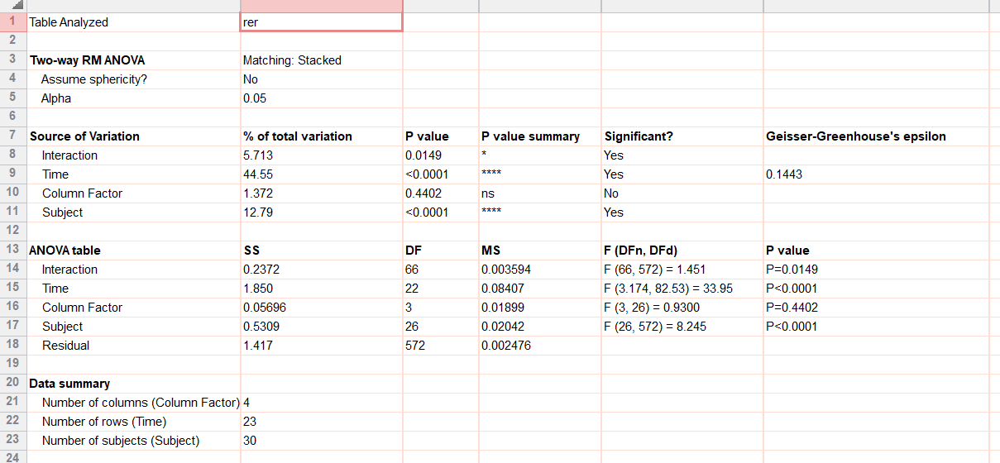 1 Table Analyzed rer
2
3 Two-way RM ANOVA Matching: Stacked
4 Assume sphericity? No
5 Alpha 0.05
6
7 Source of Variation % of total variation P value P value summary Significant? Geisser-Greenhouse's epsilon
8 Interaction 5.713 0.0149 * Yes
9 Time 44.55 <0.0001 **** Yes 0.1443
10 Column Factor 1.372 0.4402 ns No
11 Subject 12.79 <0.0001 **** Yes
12
13 ANOVA table SS DF MS F (DFn, DFd) P value
14 Interaction 0.2372 66 0.003594 F (66, 572) = 1.451 P=0.0149
15 Time 1.850 22 0.08407 F (3.174, 82.53) = 33.95 P<0.0001
16 Column Factor 0.05696 3 0.01899 F (3, 26) = 0.9300 P=0.4402
17 Subject 0.5309 26 0.02042 F (26, 572) = 8.245 P<0.0001
18 Residual 1.417 572 0.002476
19
20 Data summary
21 Number of columns (Column Factor) 4
22 Number of rows (Time) 23
23 Number of subjects (Subject) 30
24